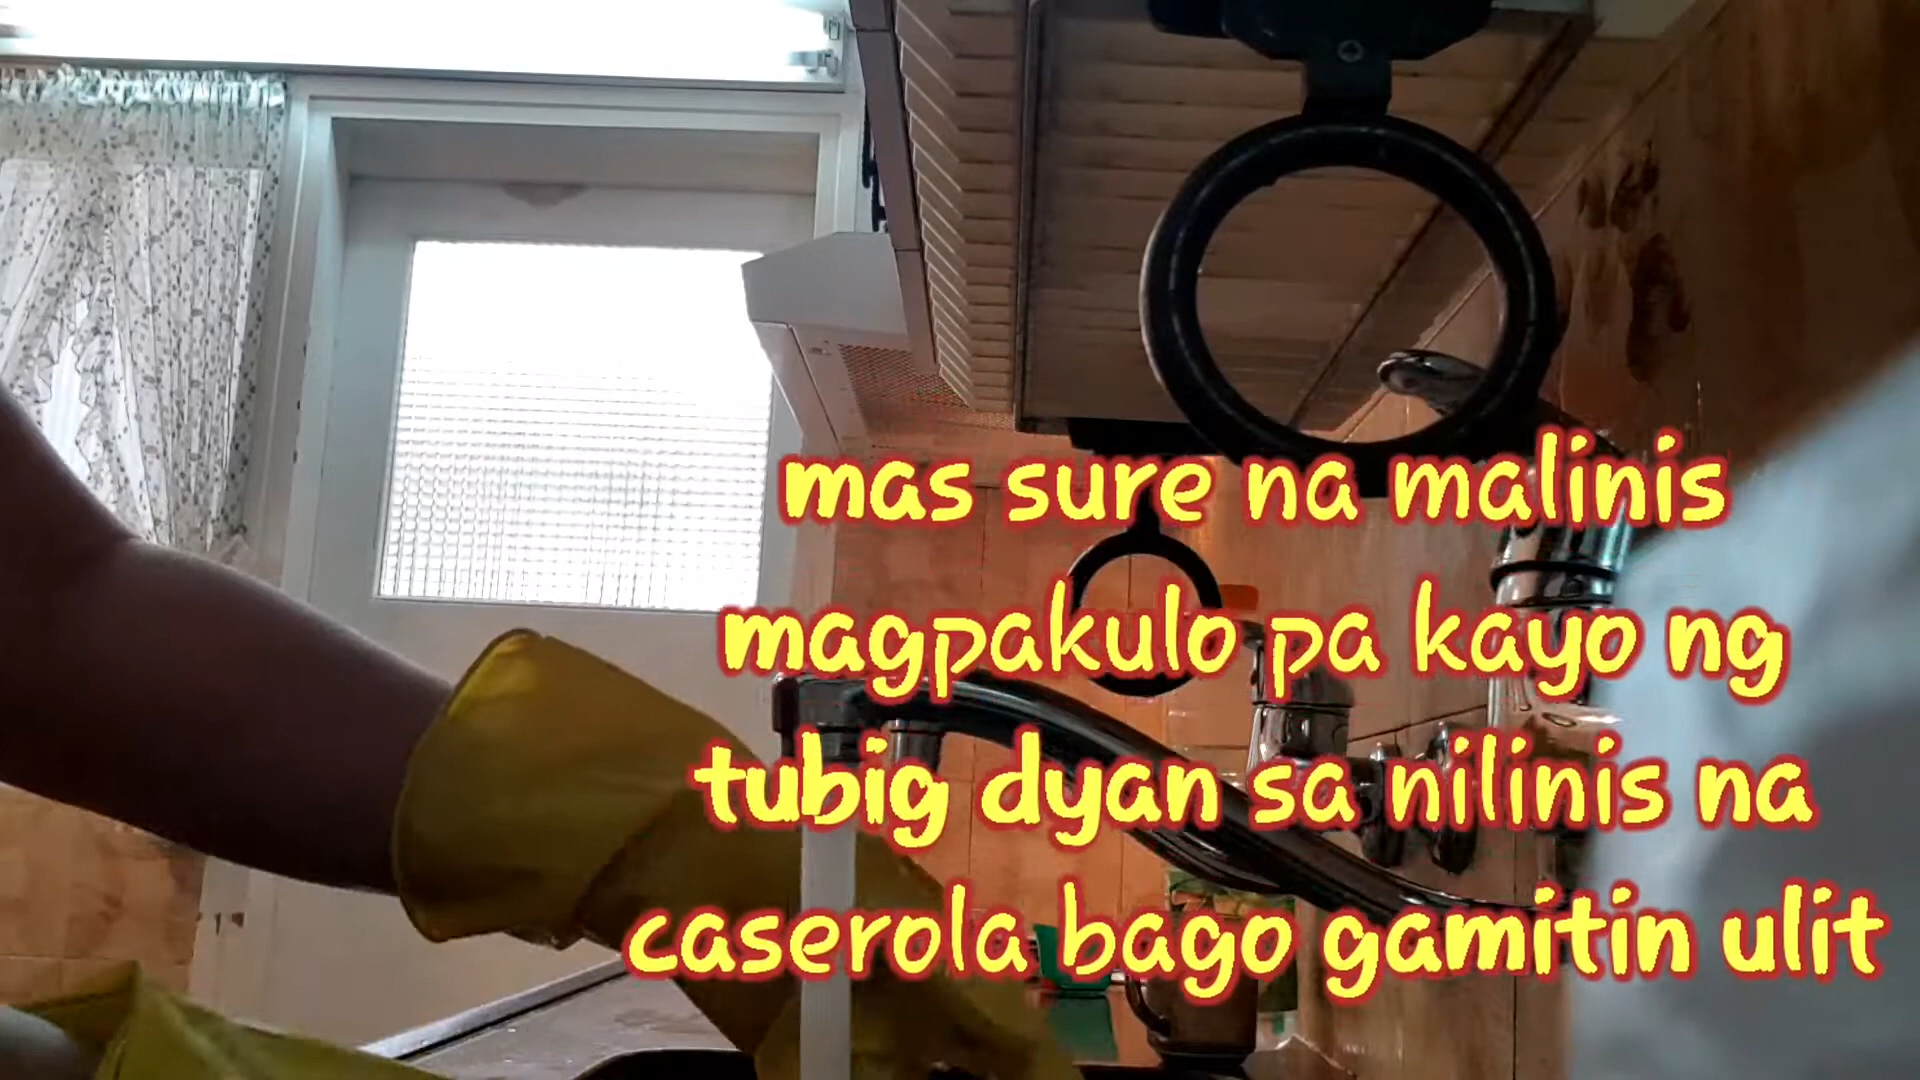 mas sure na malinis
magpakulo pa kayo ng
tubig dyan sa nilinis na
caserola bago gamitin ulit